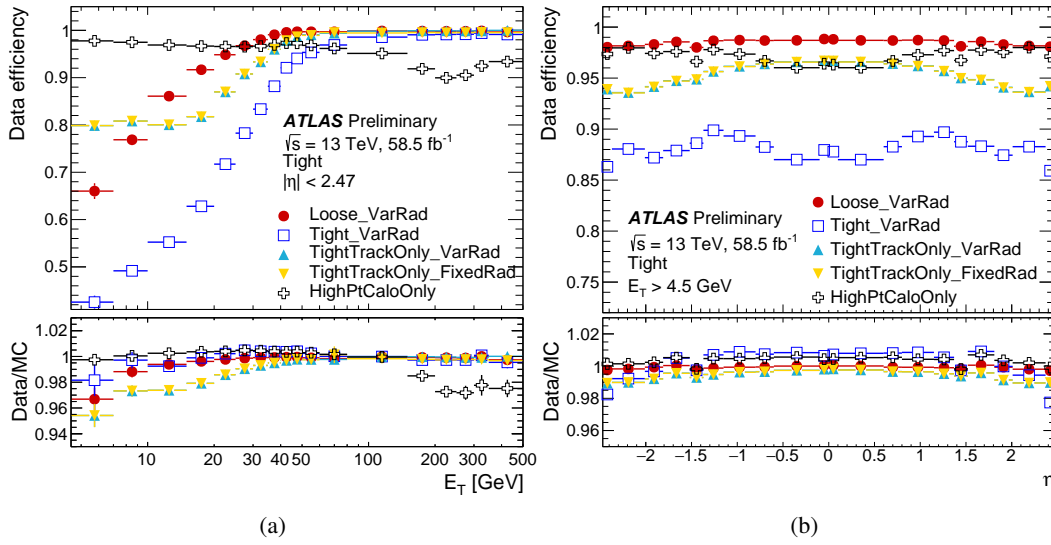 Data efficiency
1
0.9
0.8
0.7
0.6
0.5
ATLAS Preliminary
√s = 13 TeV, 58.5 fb⁻¹
Tight
|η| < 2.47
Loose_VarRad
Tight_VarRad
TightTrackOnly_VarRad
TightTrackOnly_FixedRad
HighPtCaloOnly
Data/MC
1.02
1.00
0.98
0.96
0.94
10 20 30 40 50 100 200 300 500
E_T [GeV]
(a)
Data efficiency
1
0.95
0.9
0.85
0.8
0.75
Loose_VarRad
Tight_VarRad
TightTrackOnly_VarRad
TightTrackOnly_FixedRad
HighPtCaloOnly
ATLAS Preliminary
√s = 13 TeV, 58.5 fb⁻¹
Tight
E_T > 4.5 GeV
Data/MC
1.02
1.00
0.98
0.96
−2 −1.5 −1 −0.5 0 0.5 1 1.5 2
(b)